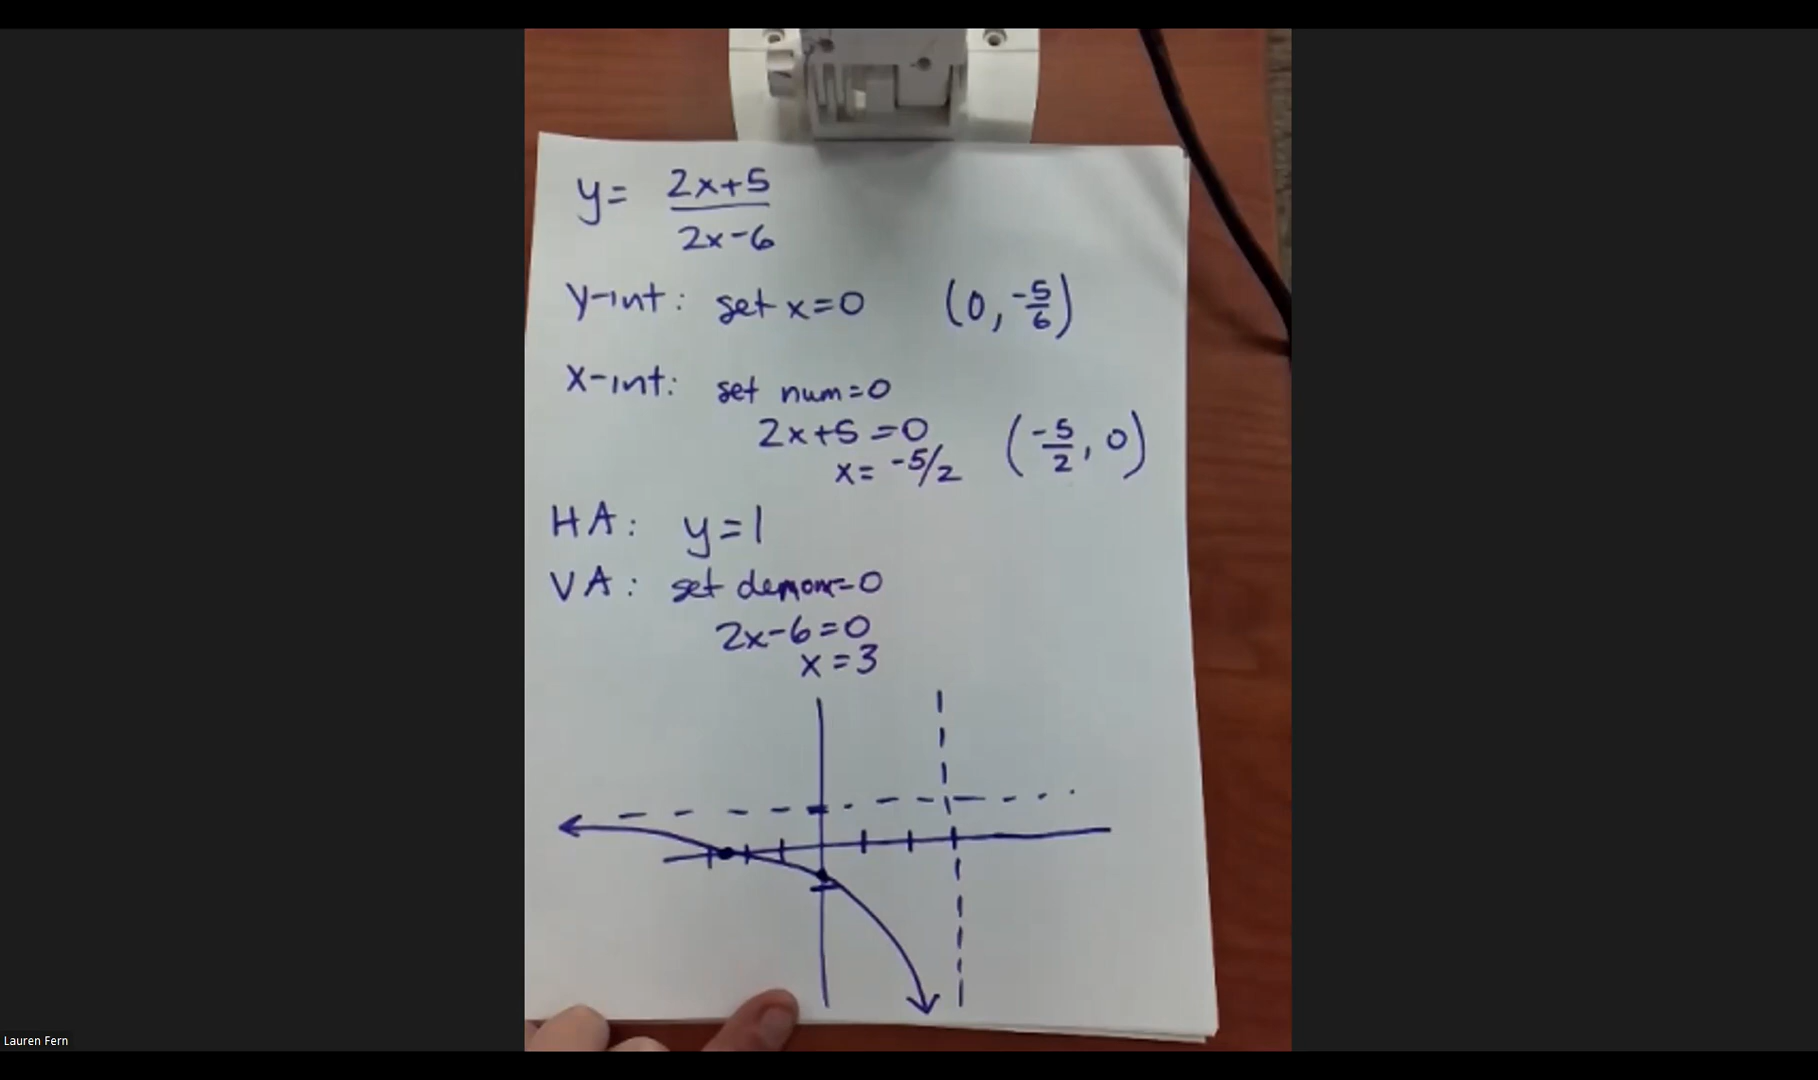 y = 2x+5
2x-6
y-int: set x=0 (0, -5/6)
x-int: set num=0
2x+5=0 (-5/2, 0)
x= -5/2
HA: y=1
VA: set denom=0
2x-6=0
x=3
Lauren Fern